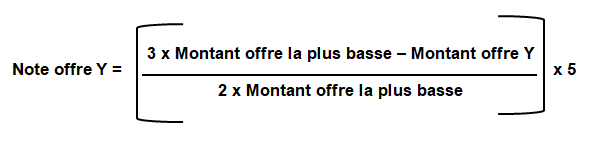 3 x Montant offre la plus basse – Montant offre Y
Note offre Y = x 5
2 x Montant offre la plus basse